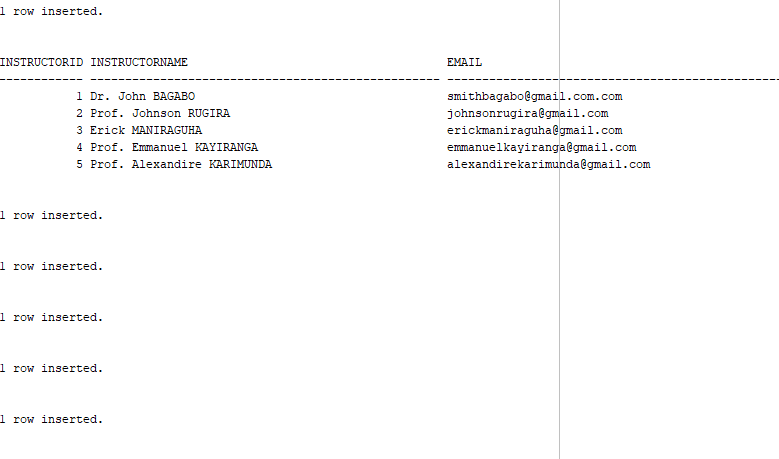 1 row inserted.
INSTRUCTORID INSTRUCTORNAME EMAIL
------------ -------------------------------------------------- -----------------------------------------------
1 Dr. John BAGABO smithbagabo@gmail.com.com
2 Prof. Johnson RUGIRA johnsonrugira@gmail.com
3 Erick MANIRAGUHA erickmaniraguha@gmail.com
4 Prof. Emmanuel KAYIRANGA emmanuelkayiranga@gmail.com
5 Prof. Alexandire KARIMUNDA alexandirekarimunda@gmail.com
1 row inserted.
1 row inserted.
1 row inserted.
1 row inserted.
1 row inserted.